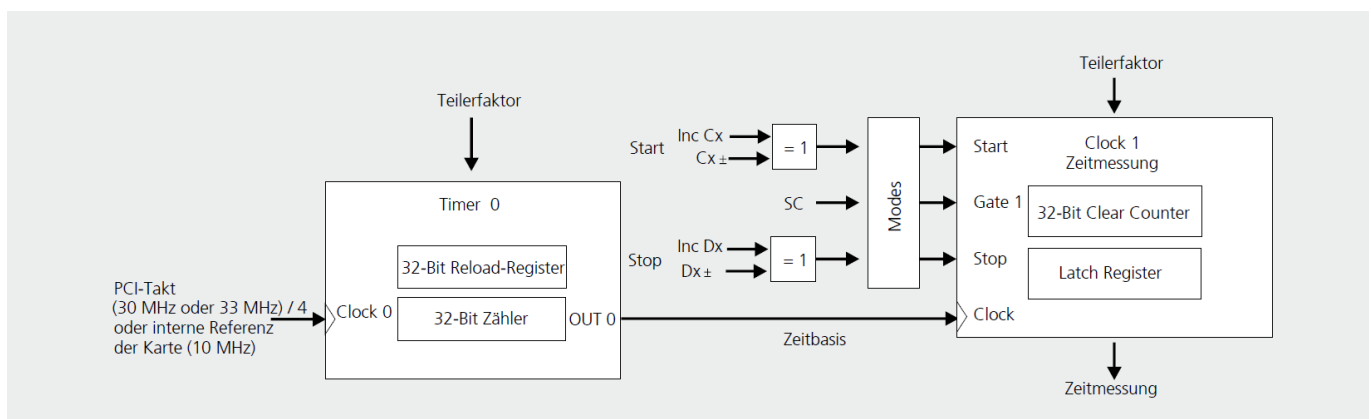 Teilerfaktor
Timer 0
32-Bit Reload-Register
32-Bit Zähler
Clock 0
OUT 0
PCI-Takt
(30 MHz oder 33 MHz) / 4
oder interne Referenz
der Karte (10 MHz)
Zeitbasis
Start
Inc Cx
Cx ±
= 1
SC
Stop
Inc Dx
Dx ±
= 1
Modes
Teilerfaktor
Clock 1
Zeitmessung
Start
Gate 1
32-Bit Clear Counter
Stop
Latch Register
Clock
Zeitmessung